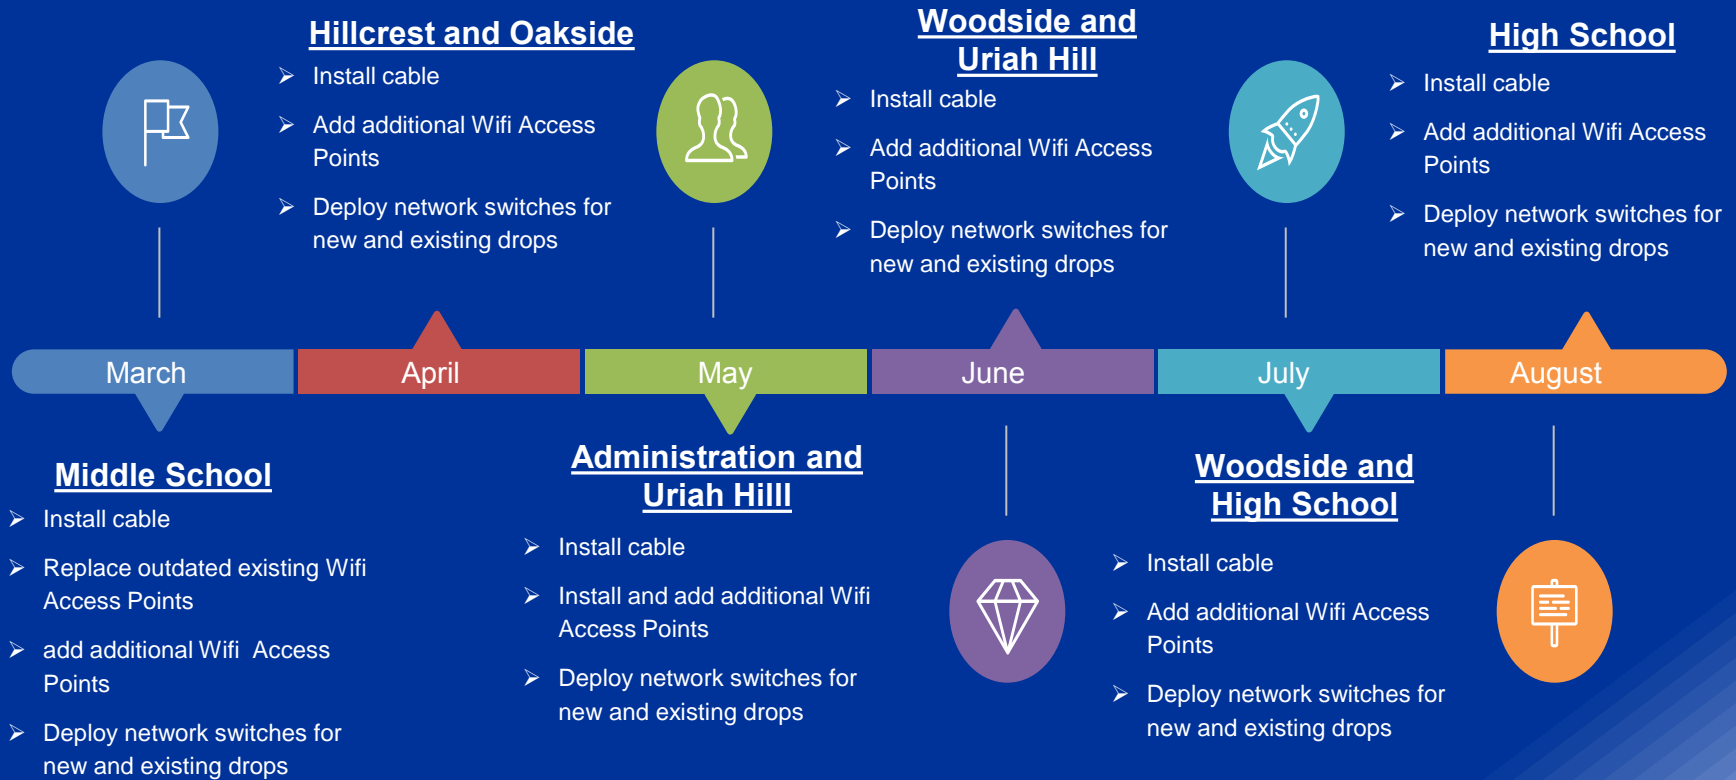 Hillcrest and Oakside
➢ Install cable
➢ Add additional Wifi Access
Points
➢ Deploy network switches for
new and existing drops
Woodside and
Uriah Hill
➢ Install cable
➢ Add additional Wifi Access
Points
➢ Deploy network switches for
new and existing drops
High School
➢ Install cable
➢ Add additional Wifi Access
Points
➢ Deploy network switches for
new and existing drops
March
April
May
June
July
August
Middle School
➢ Install cable
➢ Replace outdated existing Wifi
Access Points
➢ add additional Wifi  Access
Points
➢ Deploy network switches for
new and existing drops
Administration and
Uriah Hilll
➢ Install cable
➢ Install and add additional Wifi
Access Points
➢ Deploy network switches for
new and existing drops
Woodside and
High School
➢ Install cable
➢ Add additional Wifi Access
Points
➢ Deploy network switches for
new and existing drops